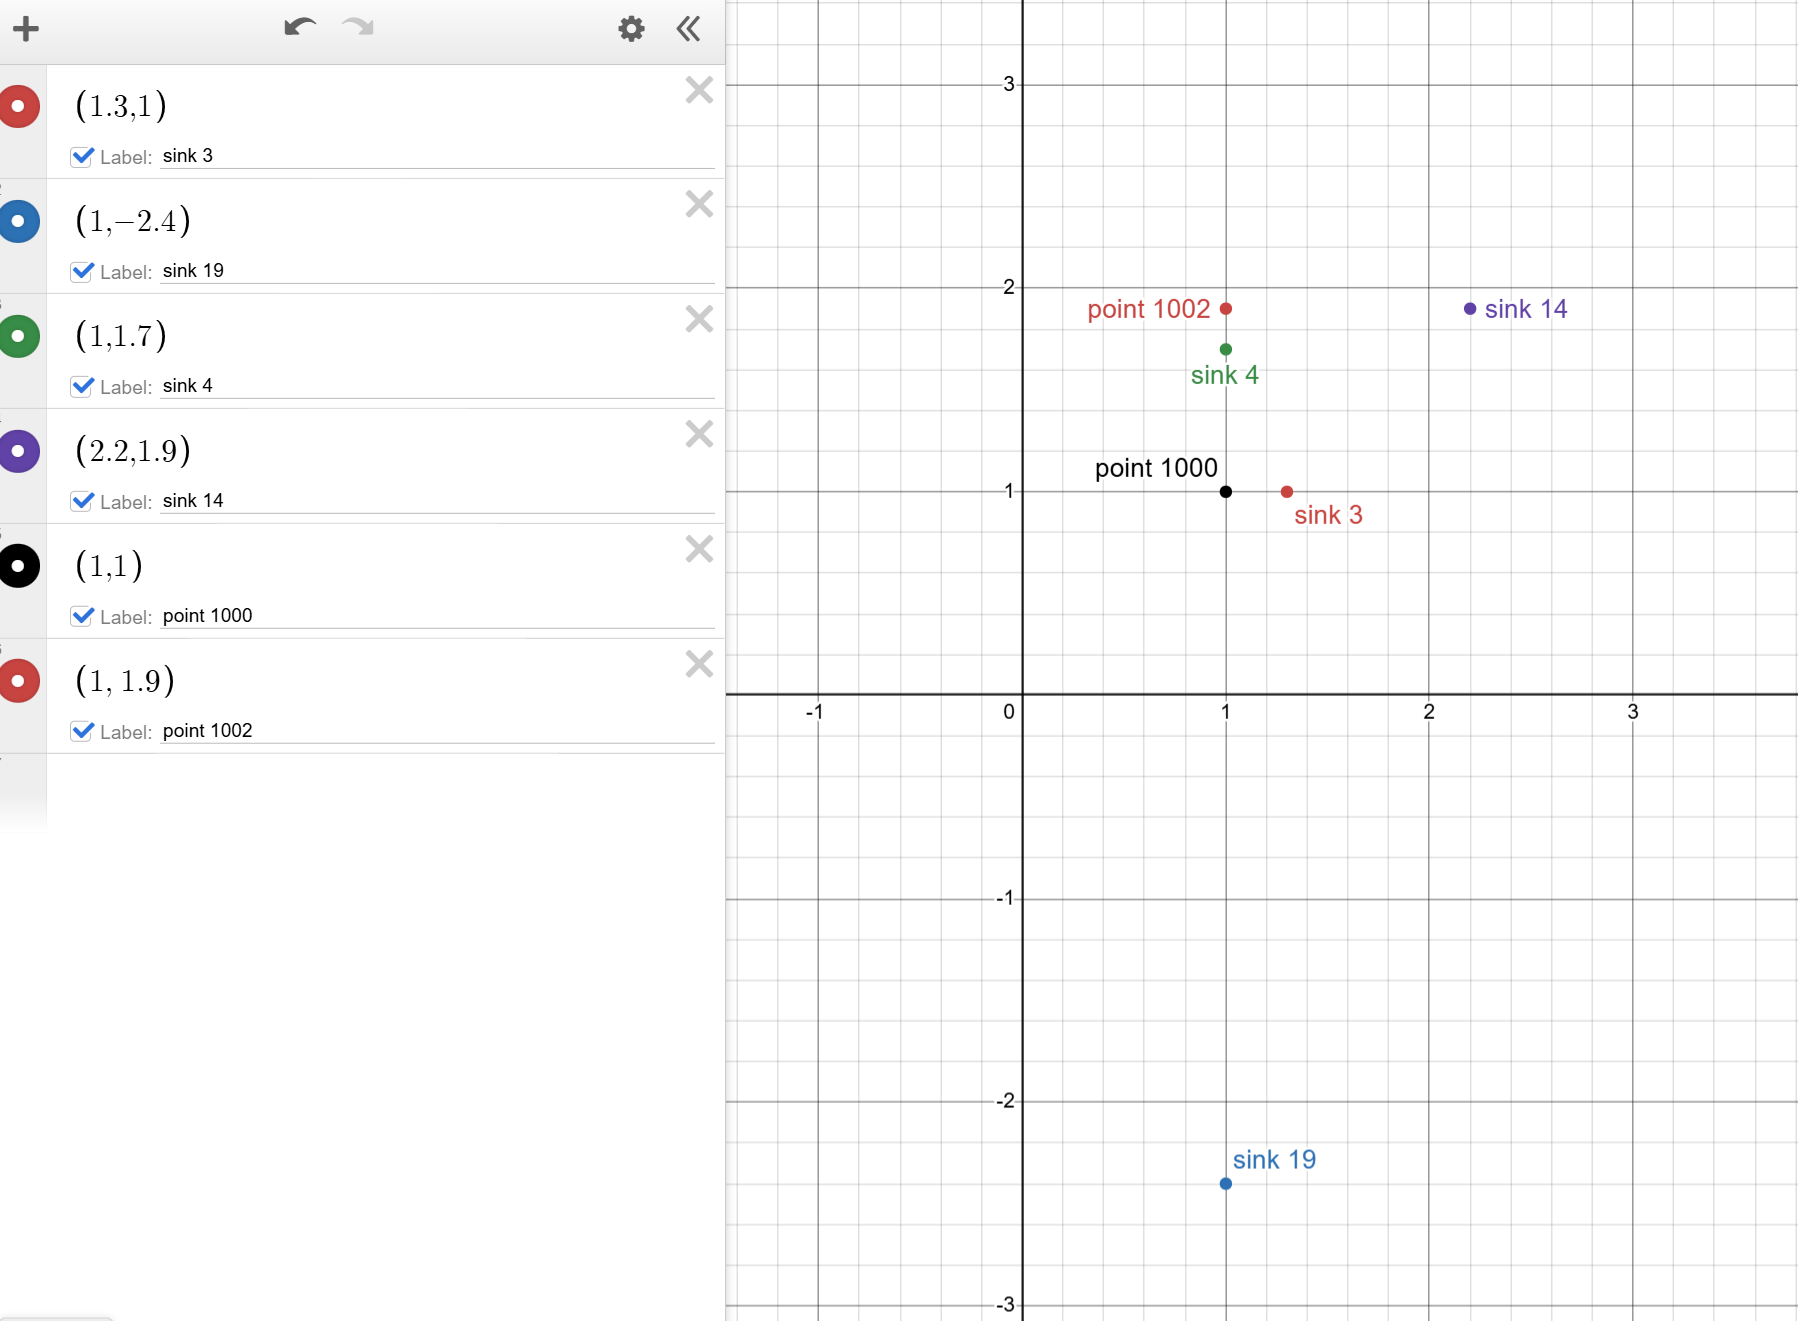 (1.3,1)
Label: sink 3
(1,−2.4)
Label: sink 19
(1,1.7)
Label: sink 4
(2.2,1.9)
Label: sink 14
(1,1)
Label: point 1000
(1, 1.9)
Label: point 1002
3
2
point 1002
sink 14
sink 4
point 1000
1
sink 3
-1
0
1
2
3
-1
-2
sink 19
-3